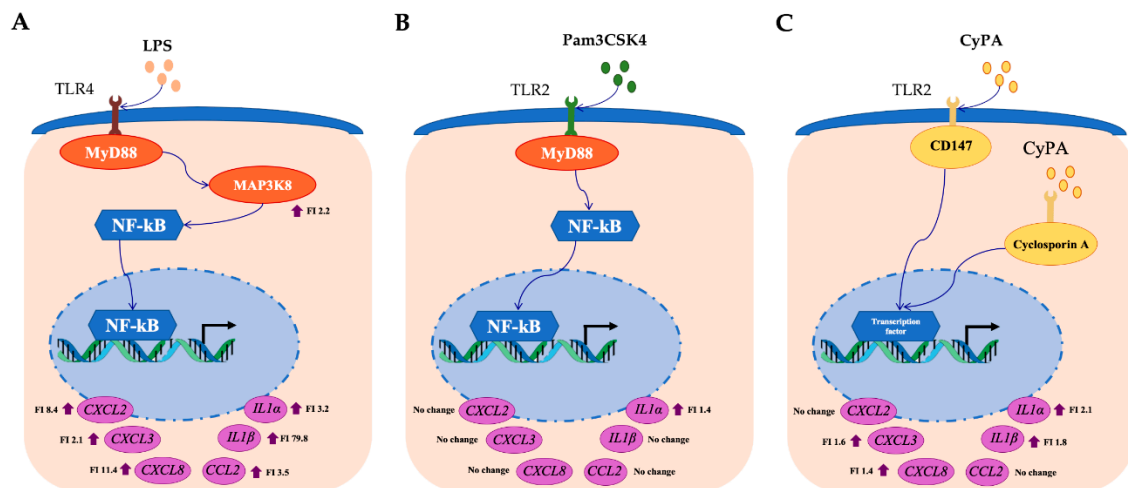 A
LPS
TLR4
MyD88
MAP3K8
FI 2.2
NF-kB
NF-kB
FI 8.4
CXCL2
IL1α
FI 3.2
FI 2.1
CXCL3
IL1β
FI 79.8
FI 11.4
CXCL8
CCL2
FI 3.5
B
Pam3CSK4
TLR2
MyD88
NF-kB
NF-kB
No change
CXCL2
IL1α
FI 1.4
No change
CXCL3
IL1β
No change
No change
CXCL8
CCL2
No change
C
CyPA
TLR2
CD147
CyPA
Cyclosporin A
Transcription
factor
No change
CXCL2
IL1α
FI 2.1
FI 1.6
CXCL3
IL1β
FI 1.8
FI 1.4
CXCL8
CCL2
No change